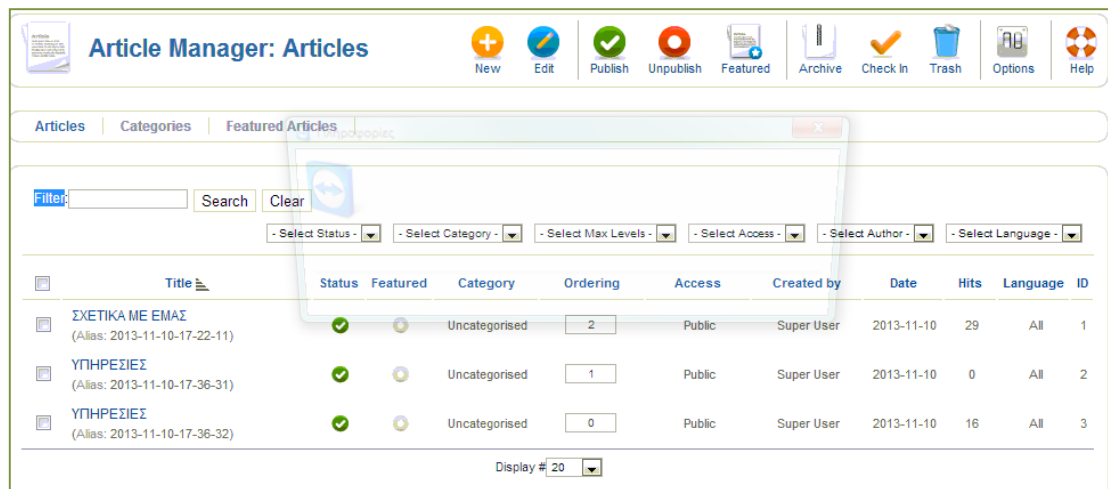 Article Manager: Articles
New Edit Publish Unpublish Featured Archive Check In Trash Options Help
Articles Categories Featured Articles
Πληροφορίες
Filter: Search Clear
- Select Status - - Select Category - - Select Max Levels - - Select Access - - Select Author - - Select Language -
Title Status Featured Category Ordering Access Created by Date Hits Language ID
ΣΧΕΤΙΚΑ ΜΕ ΕΜΑΣ
(Alias: 2013-11-10-17-22-11) Uncategorised 2 Public Super User 2013-11-10 29 All 1
ΥΠΗΡΕΣΙΕΣ
(Alias: 2013-11-10-17-36-31) Uncategorised 1 Public Super User 2013-11-10 0 All 2
ΥΠΗΡΕΣΙΕΣ
(Alias: 2013-11-10-17-36-32) Uncategorised 0 Public Super User 2013-11-10 16 All 3
Display # 20